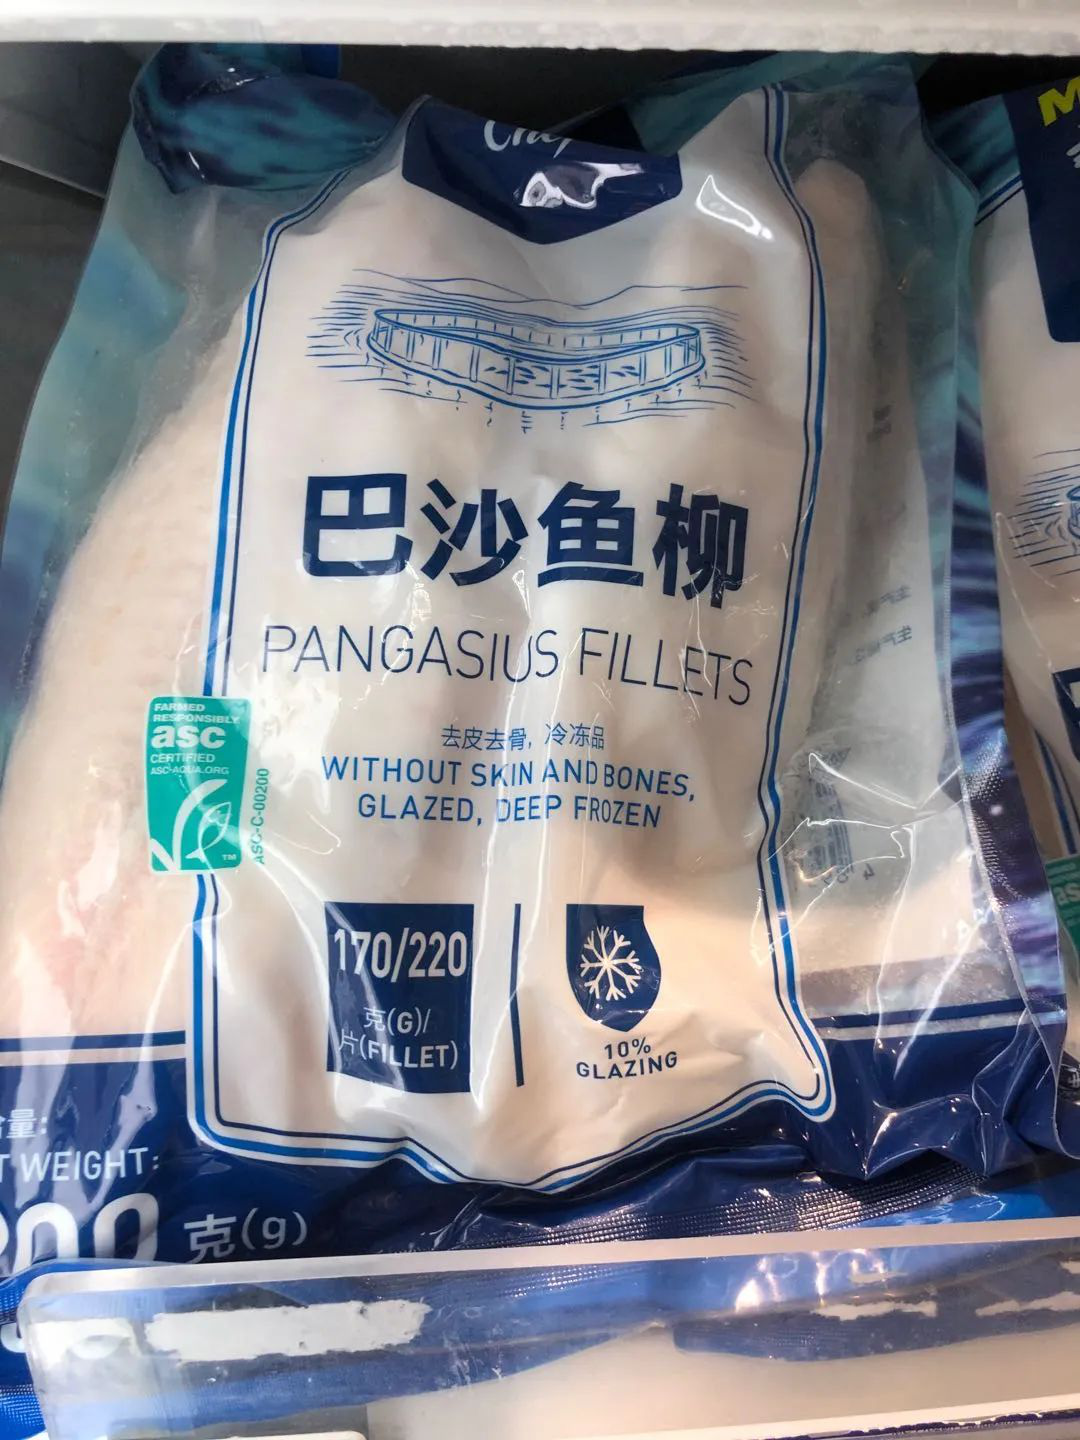 巴沙鱼柳
PANGASIUS FILLETS
去皮去骨, 冷冻品
WITHOUT SKIN AND BONES,
GLAZED, DEEP FROZEN
FARMED
RESPONSIBLY
asc
CERTIFIED
ASC-AQUA.ORG
TM
ASC-C-00200
170/220
克(G)/
片(FILLET)
10%
GLAZING
WEIGHT:
克(g)